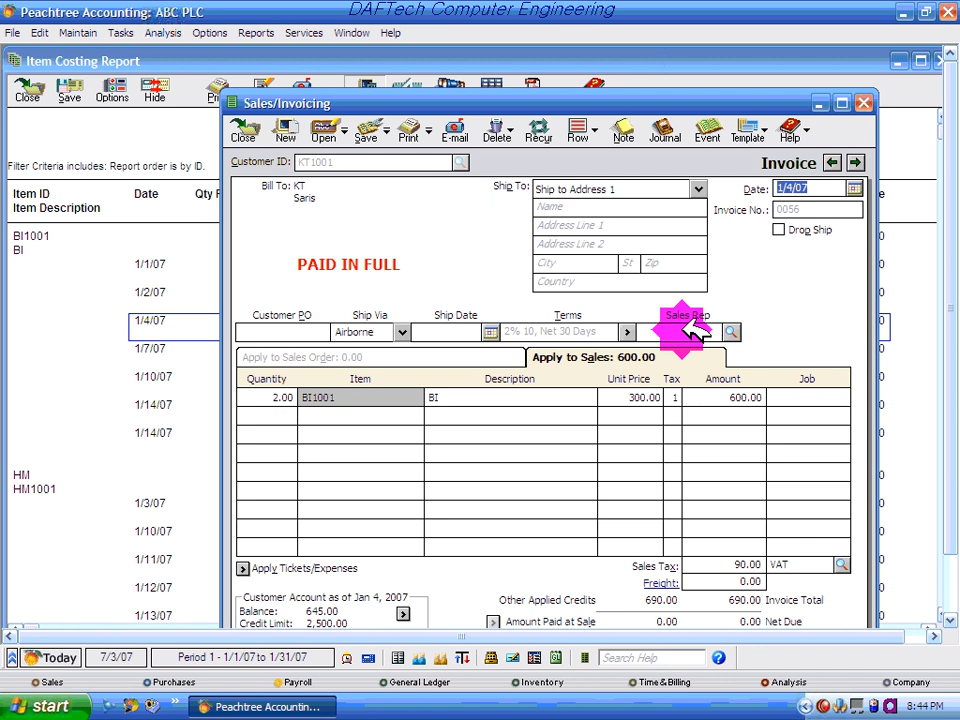 Peachtree Accounting: ABC PLC
DAFTech Computer Engineering
File Edit Maintain Tasks Analysis Options Reports Services Window Help
Item Costing Report
Close Save Options Hide
Sales/Invoicing
Close New Open Save Print E-mail Delete Recur Row Note Journal Event Template Help
Filter Criteria includes: Report order is by ID.
Customer ID: KT1001
Invoice
Item ID Date Qty
Item Description
Bill To: KT
Saris
Ship To: Ship to Address 1
Name
Address Line 1
Address Line 2
City St Zip
Country
Date: 1/4/07
Invoice No.: 0056
Drop Ship
PAID IN FULL
BI1001
BI
1/1/07
1/2/07
1/4/07
1/7/07
1/10/07
1/14/07
1/14/07
HM
HM1001
1/3/07
1/10/07
1/11/07
1/12/07
1/13/07
Customer PO Ship Via Ship Date Terms Sales Rep
Airborne 2% 10, Net 30 Days
Apply to Sales Order: 0.00 Apply to Sales: 600.00
Quantity Item Description Unit Price Tax Amount Job
2.00 BI1001 BI 300.00 1 600.00
Apply Tickets/Expenses
Sales Tax: 90.00 VAT
Freight: 0.00
Customer Account as of Jan 4, 2007
Balance: 645.00
Credit Limit: 2,500.00
Other Applied Credits 690.00 690.00 Invoice Total
Amount Paid at Sale 0.00 0.00 Net Due
Today 7/3/07 Period 1 - 1/1/07 to 1/31/07 Search Help
Sales Purchases Payroll General Ledger Inventory Time & Billing Analysis Company
start Peachtree Accountin... 8:44 PM